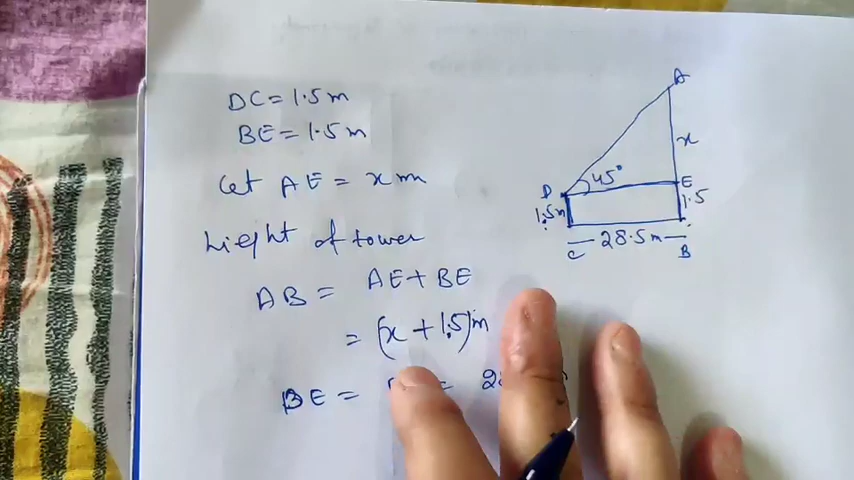 DC = 1.5 m
BE = 1.5 m
Let AE = x m
Height of tower
AB = AE + BE
= (x + 1.5) m
BE =
=
A
x
45°
D
E
1.5m
1.5
28.5m
C
B